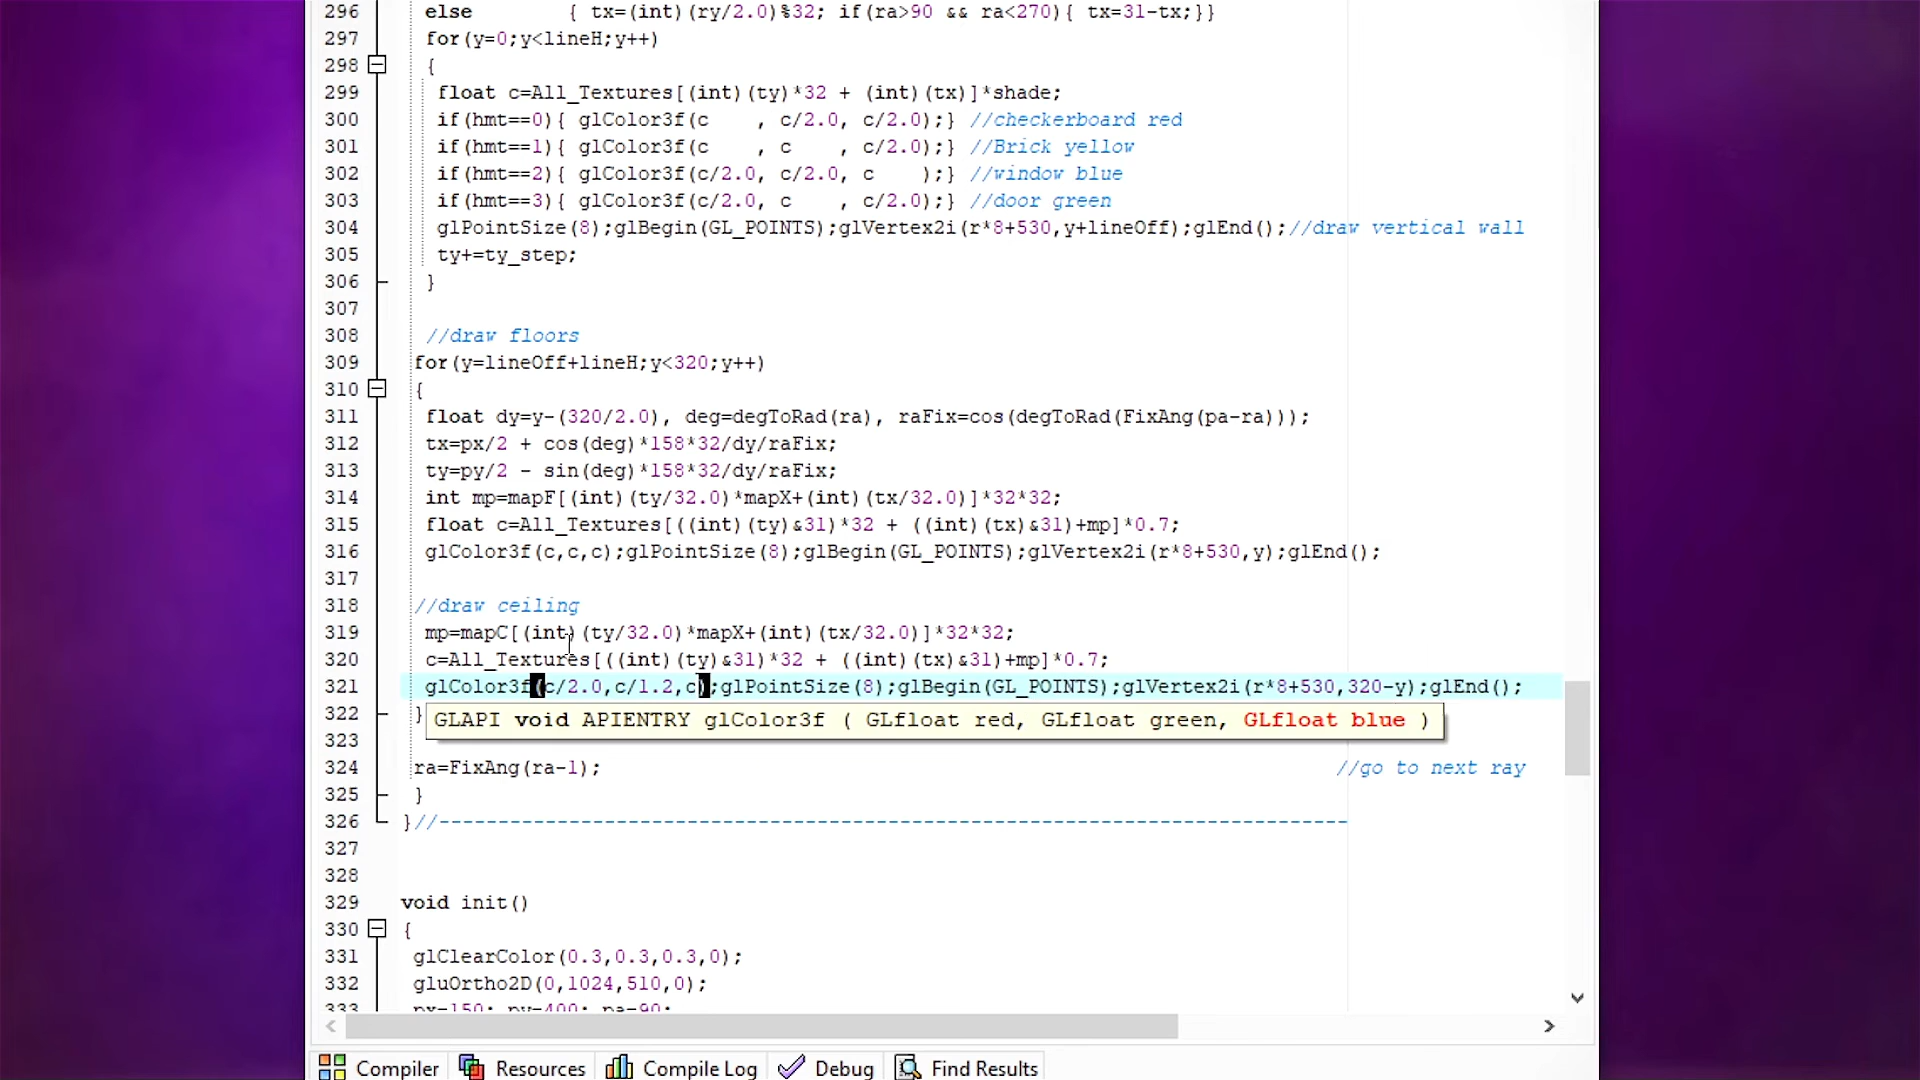 296 else { tx=(int)(ry/2.0)%32; if(ra>90 && ra<270){ tx=31-tx;}}
297 for(y=0;y<lineH;y++)
298 {
299 float c=All_Textures[(int)(ty)*32 + (int)(tx)]*shade;
300 if(hmt==0){ glColor3f(c , c/2.0, c/2.0);} //checkerboard red
301 if(hmt==1){ glColor3f(c , c , c/2.0);} //Brick yellow
302 if(hmt==2){ glColor3f(c/2.0, c/2.0, c );} //window blue
303 if(hmt==3){ glColor3f(c/2.0, c , c/2.0);} //door green
304 glPointSize(8);glBegin(GL_POINTS);glVertex2i(r*8+530,y+lineOff);glEnd();//draw vertical wall
305 ty+=ty_step;
306 }
307
308 //draw floors
309 for(y=lineOff+lineH;y<320;y++)
310 {
311 float dy=y-(320/2.0), deg=degToRad(ra), raFix=cos(degToRad(FixAng(pa-ra)));
312 tx=px/2 + cos(deg)*158*32/dy/raFix;
313 ty=py/2 - sin(deg)*158*32/dy/raFix;
314 int mp=mapF[(int)(ty/32.0)*mapX+(int)(tx/32.0)]*32*32;
315 float c=All_Textures[((int)(ty)&31)*32 + ((int)(tx)&31)+mp]*0.7;
316 glColor3f(c,c,c);glPointSize(8);glBegin(GL_POINTS);glVertex2i(r*8+530,y);glEnd();
317
318 //draw ceiling
319 mp=mapC[(int)(ty/32.0)*mapX+(int)(tx/32.0)]*32*32;
320 c=All_Textures[((int)(ty)&31)*32 + ((int)(tx)&31)+mp]*0.7;
321 glColor3f(c/2.0,c/1.2,c);glPointSize(8);glBegin(GL_POINTS);glVertex2i(r*8+530,320-y);glEnd();
322 }
GLAPI void APIENTRY glColor3f ( GLfloat red, GLfloat green, GLfloat blue )
323
324 ra=FixAng(ra-1); //go to next ray
325 }
326 }//-----------------------------------------------------------------------------
327
328
329 void init()
330 {
331 glClearColor(0.3,0.3,0.3,0);
332 gluOrtho2D(0,1024,510,0);
333 px=150; py=400; pa=90;
Compiler Resources Compile Log Debug Find Results